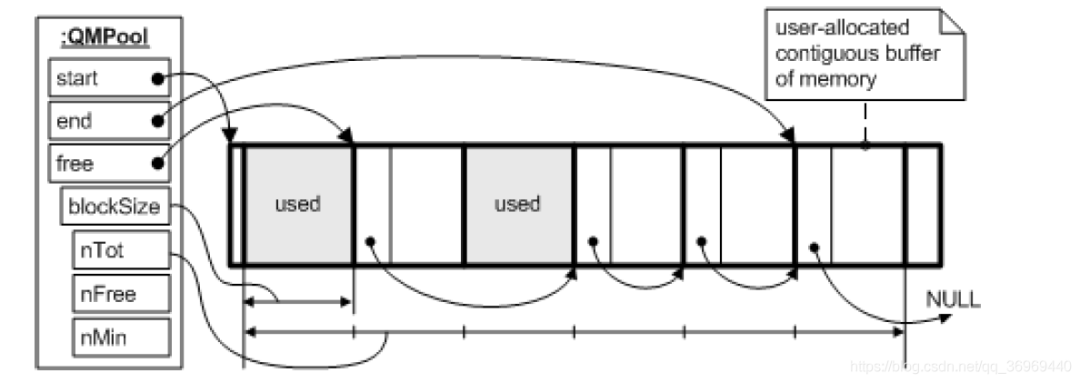 :QMPool
start
end
free
blockSize
nTot
nFree
nMin
used
used
user-allocated
contiguous buffer
of memory
NULL
https://blog.csdn.net/qq_36969440